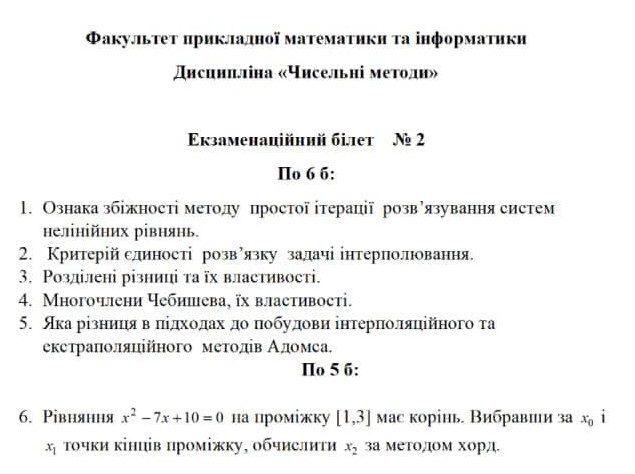 Факультет прикладної математики та інформатики
Дисципліна «Чисельні методи»
Екзаменаційний білет № 2
По 6 б:
1. Ознака збіжності методу простої ітерації розв’язування систем
нелінійних рівнянь.
2. Критерій єдиності розв’язку задачі інтерполювання.
3. Розділені різниці та їх властивості.
4. Многочлени Чебишева, їх властивості.
5. Яка різниця в підходах до побудови інтерполяційного та
екстраполяційного методів Адомса.
По 5 б:
6. Рівняння x² – 7x + 10 = 0 на проміжку [1,3] має корінь. Вибравши за x₀ і
x₁ точки кінців проміжку, обчислити x₂ за методом хорд.